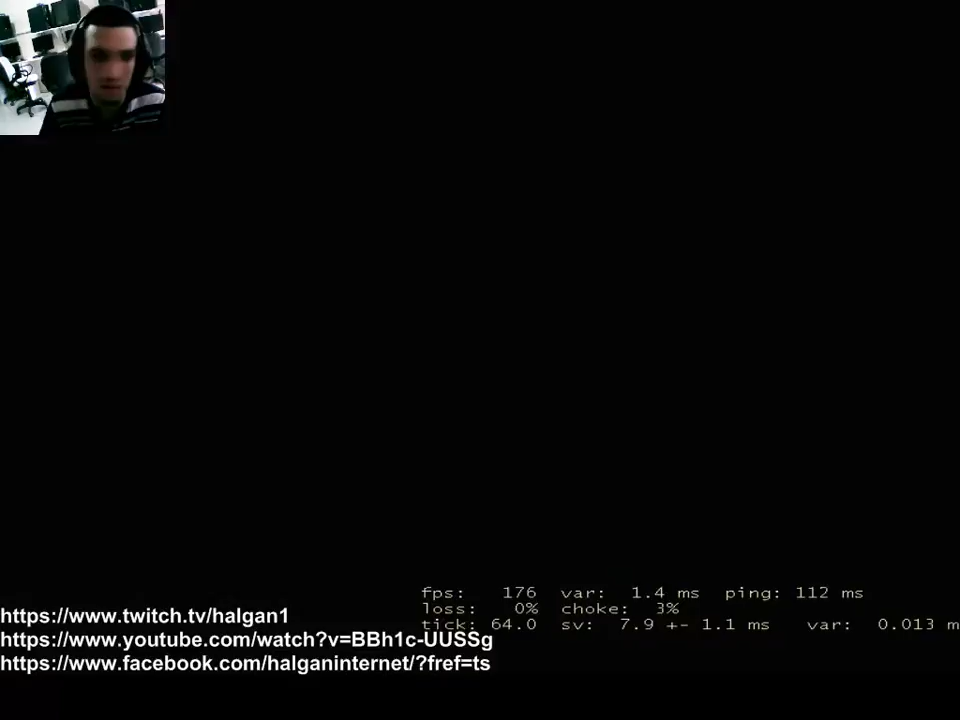 fps: 176 var: 1.4 ms ping: 112 ms
loss: 0% choke: 3%
tick: 64.0 sv: 7.9 +- 1.1 ms var: 0.013 m
https://www.twitch.tv/halgan1
https://www.youtube.com/watch?v=BBh1c-UUSSg
https://www.facebook.com/halganinternet/?fref=ts